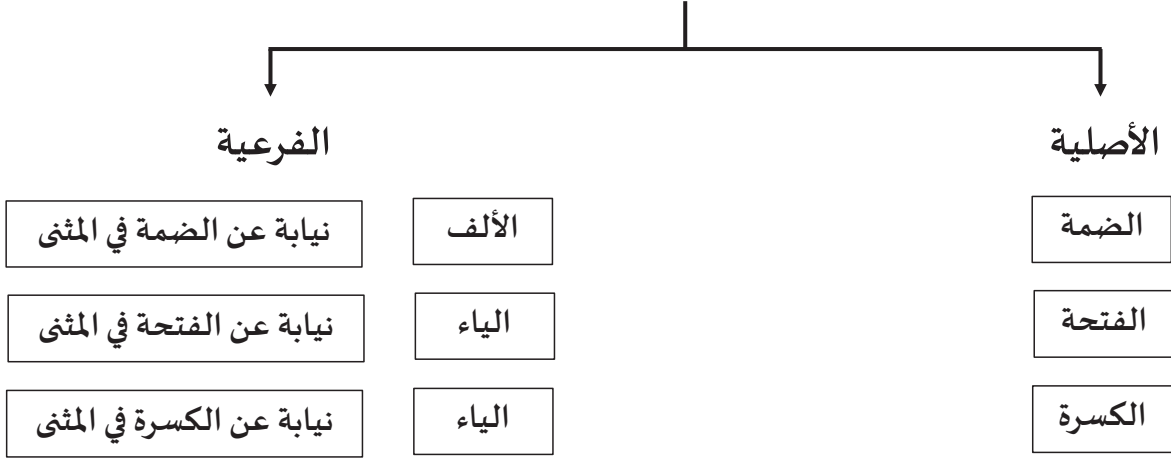 الأصلية
الفرعية
الضمة
الألف
نيابة عن الضمة في المثنى
الفتحة
الياء
نيابة عن الفتحة في المثنى
الكسرة
الياء
نيابة عن الكسرة في المثنى